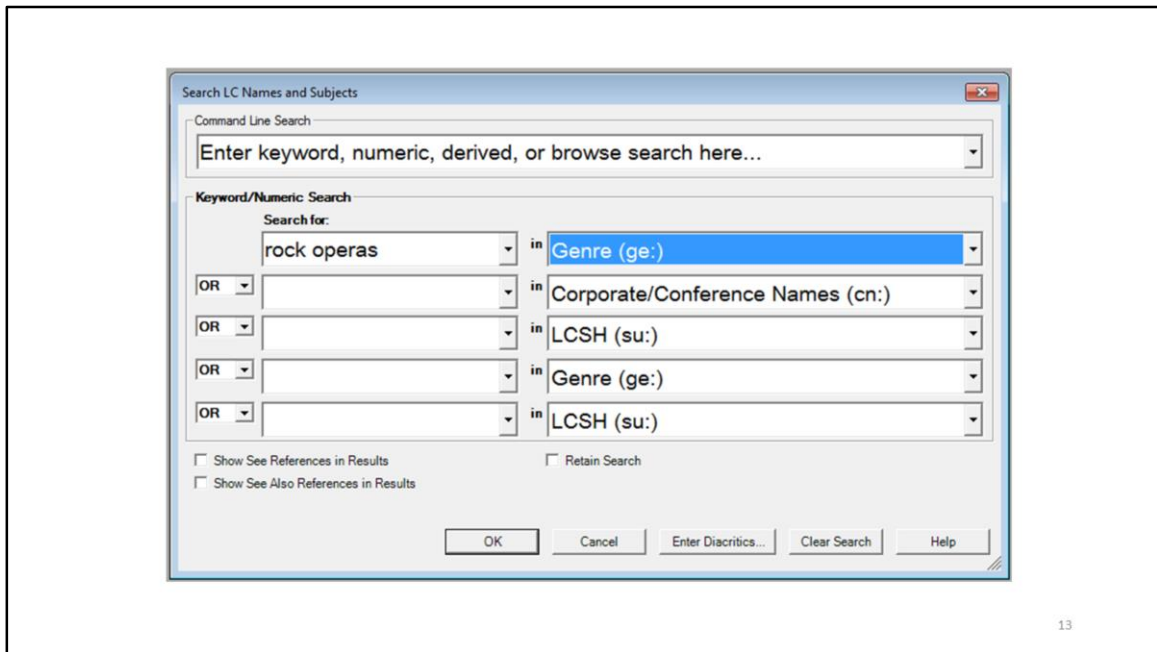 Search LC Names and Subjects
Command Line Search
Enter keyword, numeric, derived, or browse search here...
Keyword/Numeric Search
Search for:
rock operas in Genre (ge:)
OR in Corporate/Conference Names (cn:)
OR in LCSH (su:)
OR in Genre (ge:)
OR in LCSH (su:)
Show See References in Results Retain Search
Show See Also References in Results
OK Cancel Enter Diacritics... Clear Search Help
13